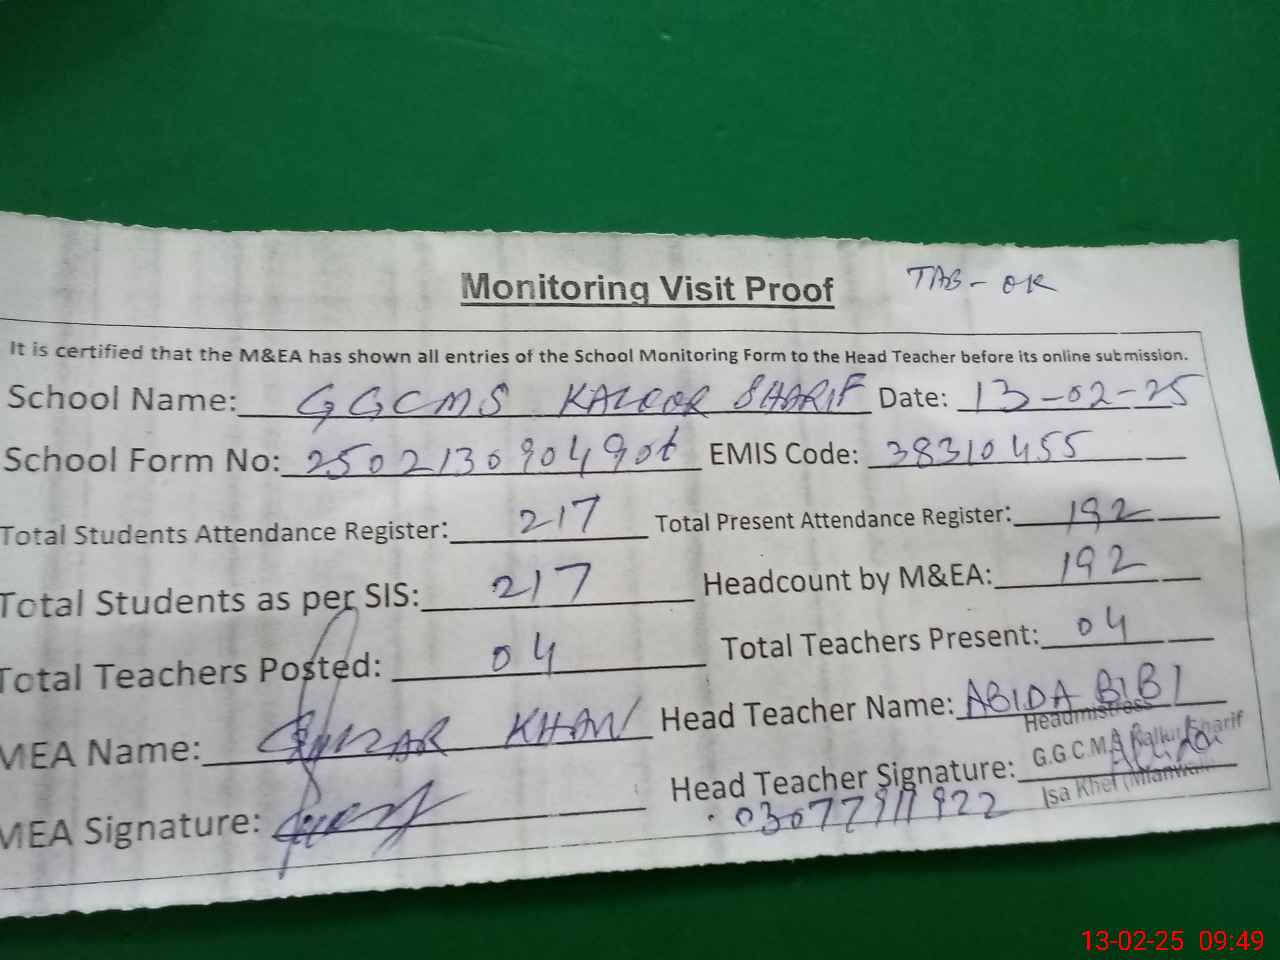 Monitoring Visit Proof TAB - OK
It is certified that the M&EA has shown all entries of the School Monitoring Form to the Head Teacher before its online submission.
School Name: GGCMS KALOOR SHARIF Date: 13-02-25
School Form No: EMIS Code: 38310455
Total Students Attendance Register: 217 Total Present Attendance Register: 192
Total Students as per SIS: 217 Headcount by M&EA: 192
Total Teachers Posted: 04 Total Teachers Present: 04
MEA Name: KHAN Head Teacher Name: ABIDA BIBI
Headmistress
MEA Signature: Head Teacher Signature: G.G.C.M. Sharif
Isa Khel (Mianwali
13-02-25 09:49